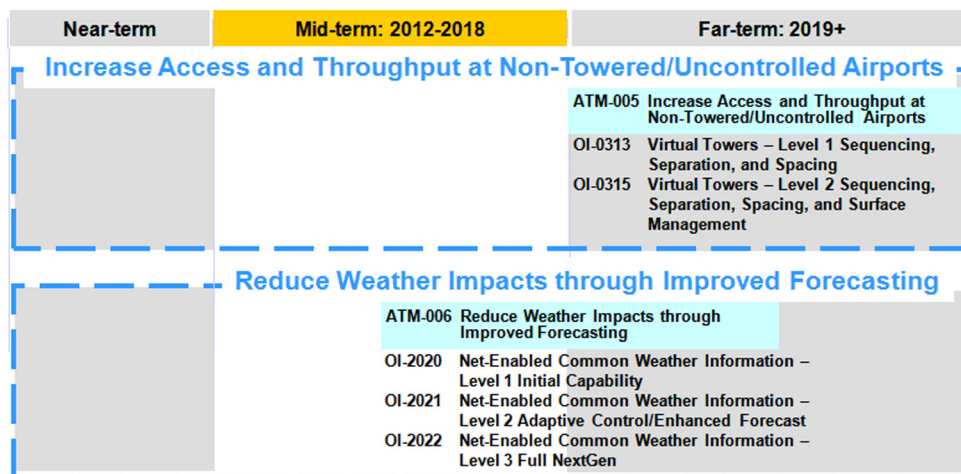 Near-term Mid-term: 2012-2018 Far-term: 2019+
Increase Access and Throughput at Non-Towered/Uncontrolled Airports
ATM-005 Increase Access and Throughput at
Non-Towered/Uncontrolled Airports
OI-0313 Virtual Towers – Level 1 Sequencing,
Separation, and Spacing
OI-0315 Virtual Towers – Level 2 Sequencing,
Separation, Spacing, and Surface
Management
Reduce Weather Impacts through Improved Forecasting
ATM-006 Reduce Weather Impacts through
Improved Forecasting
OI-2020 Net-Enabled Common Weather Information –
Level 1 Initial Capability
OI-2021 Net-Enabled Common Weather Information –
Level 2 Adaptive Control/Enhanced Forecast
OI-2022 Net-Enabled Common Weather Information –
Level 3 Full NextGen